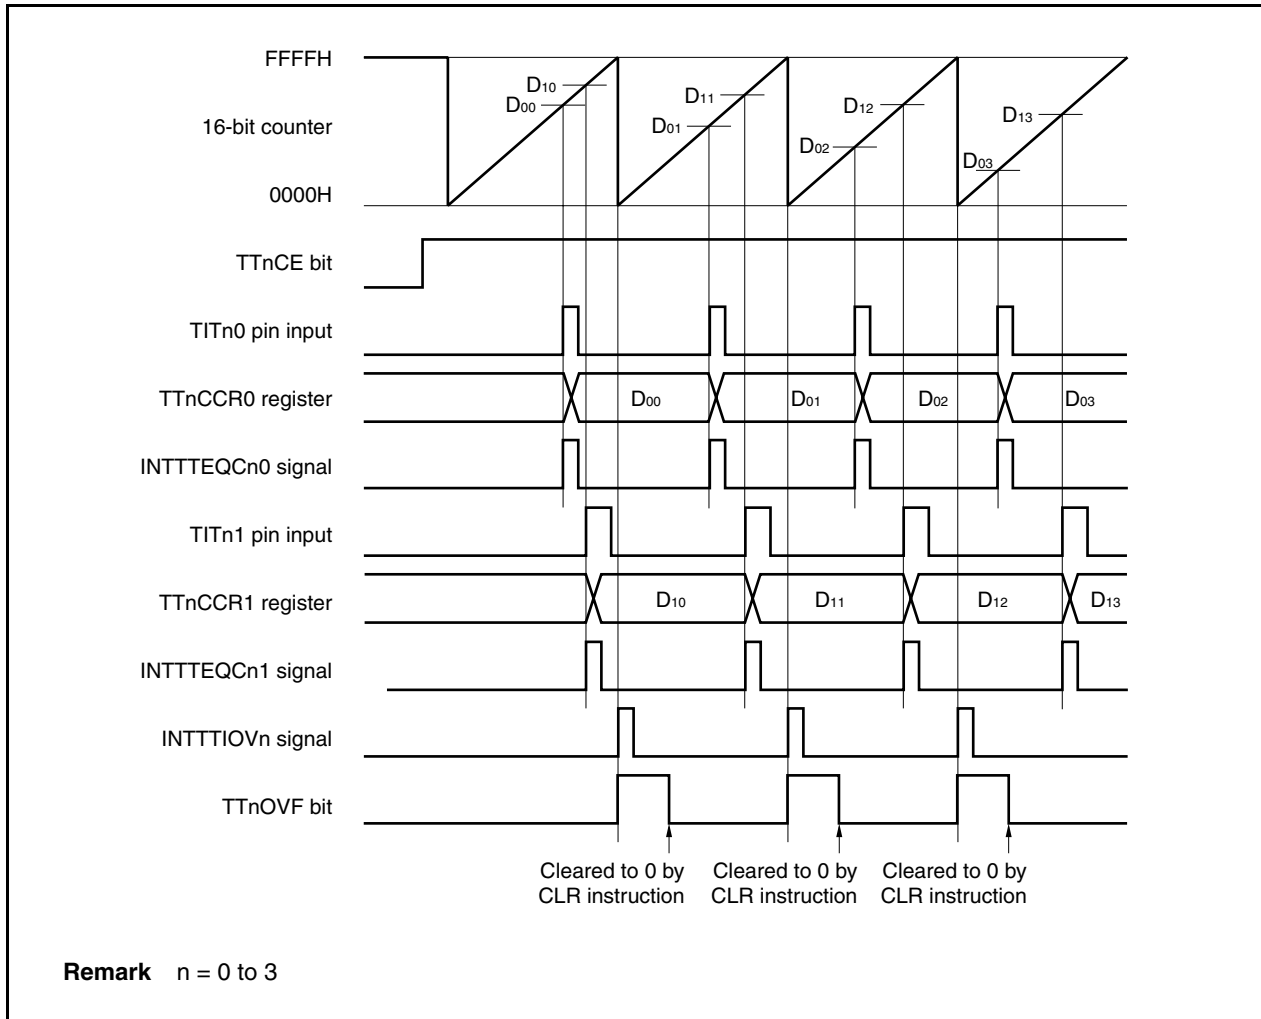 FFFFH
D10
D00
D11
D01
D12
D02
D13
D03
16-bit counter
0000H
TTnCE bit
TITn0 pin input
TTnCCR0 register
D00
D01
D02
D03
INTTTEQCn0 signal
TITn1 pin input
TTnCCR1 register
D10
D11
D12
D13
INTTTEQCn1 signal
INTTTIOVn signal
TTnOVF bit
Cleared to 0 by
CLR instruction
Cleared to 0 by
CLR instruction
Cleared to 0 by
CLR instruction
Remark n = 0 to 3